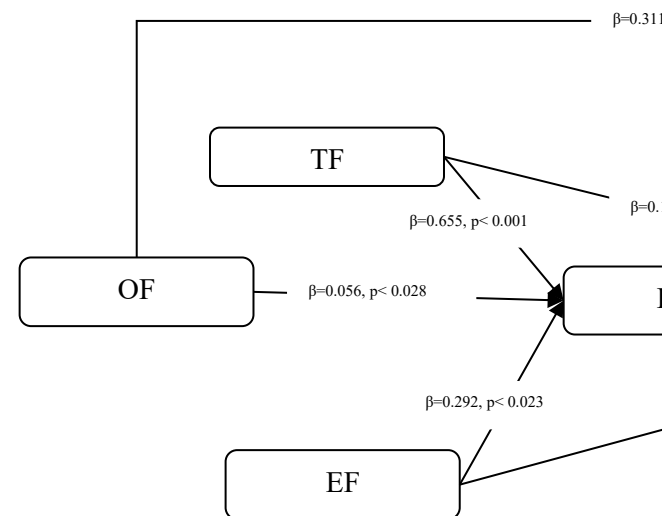 β=0.311
TF
β=0.655, p< 0.001
OF
β=0.056, p< 0.028
β=0.292, p< 0.023
EF